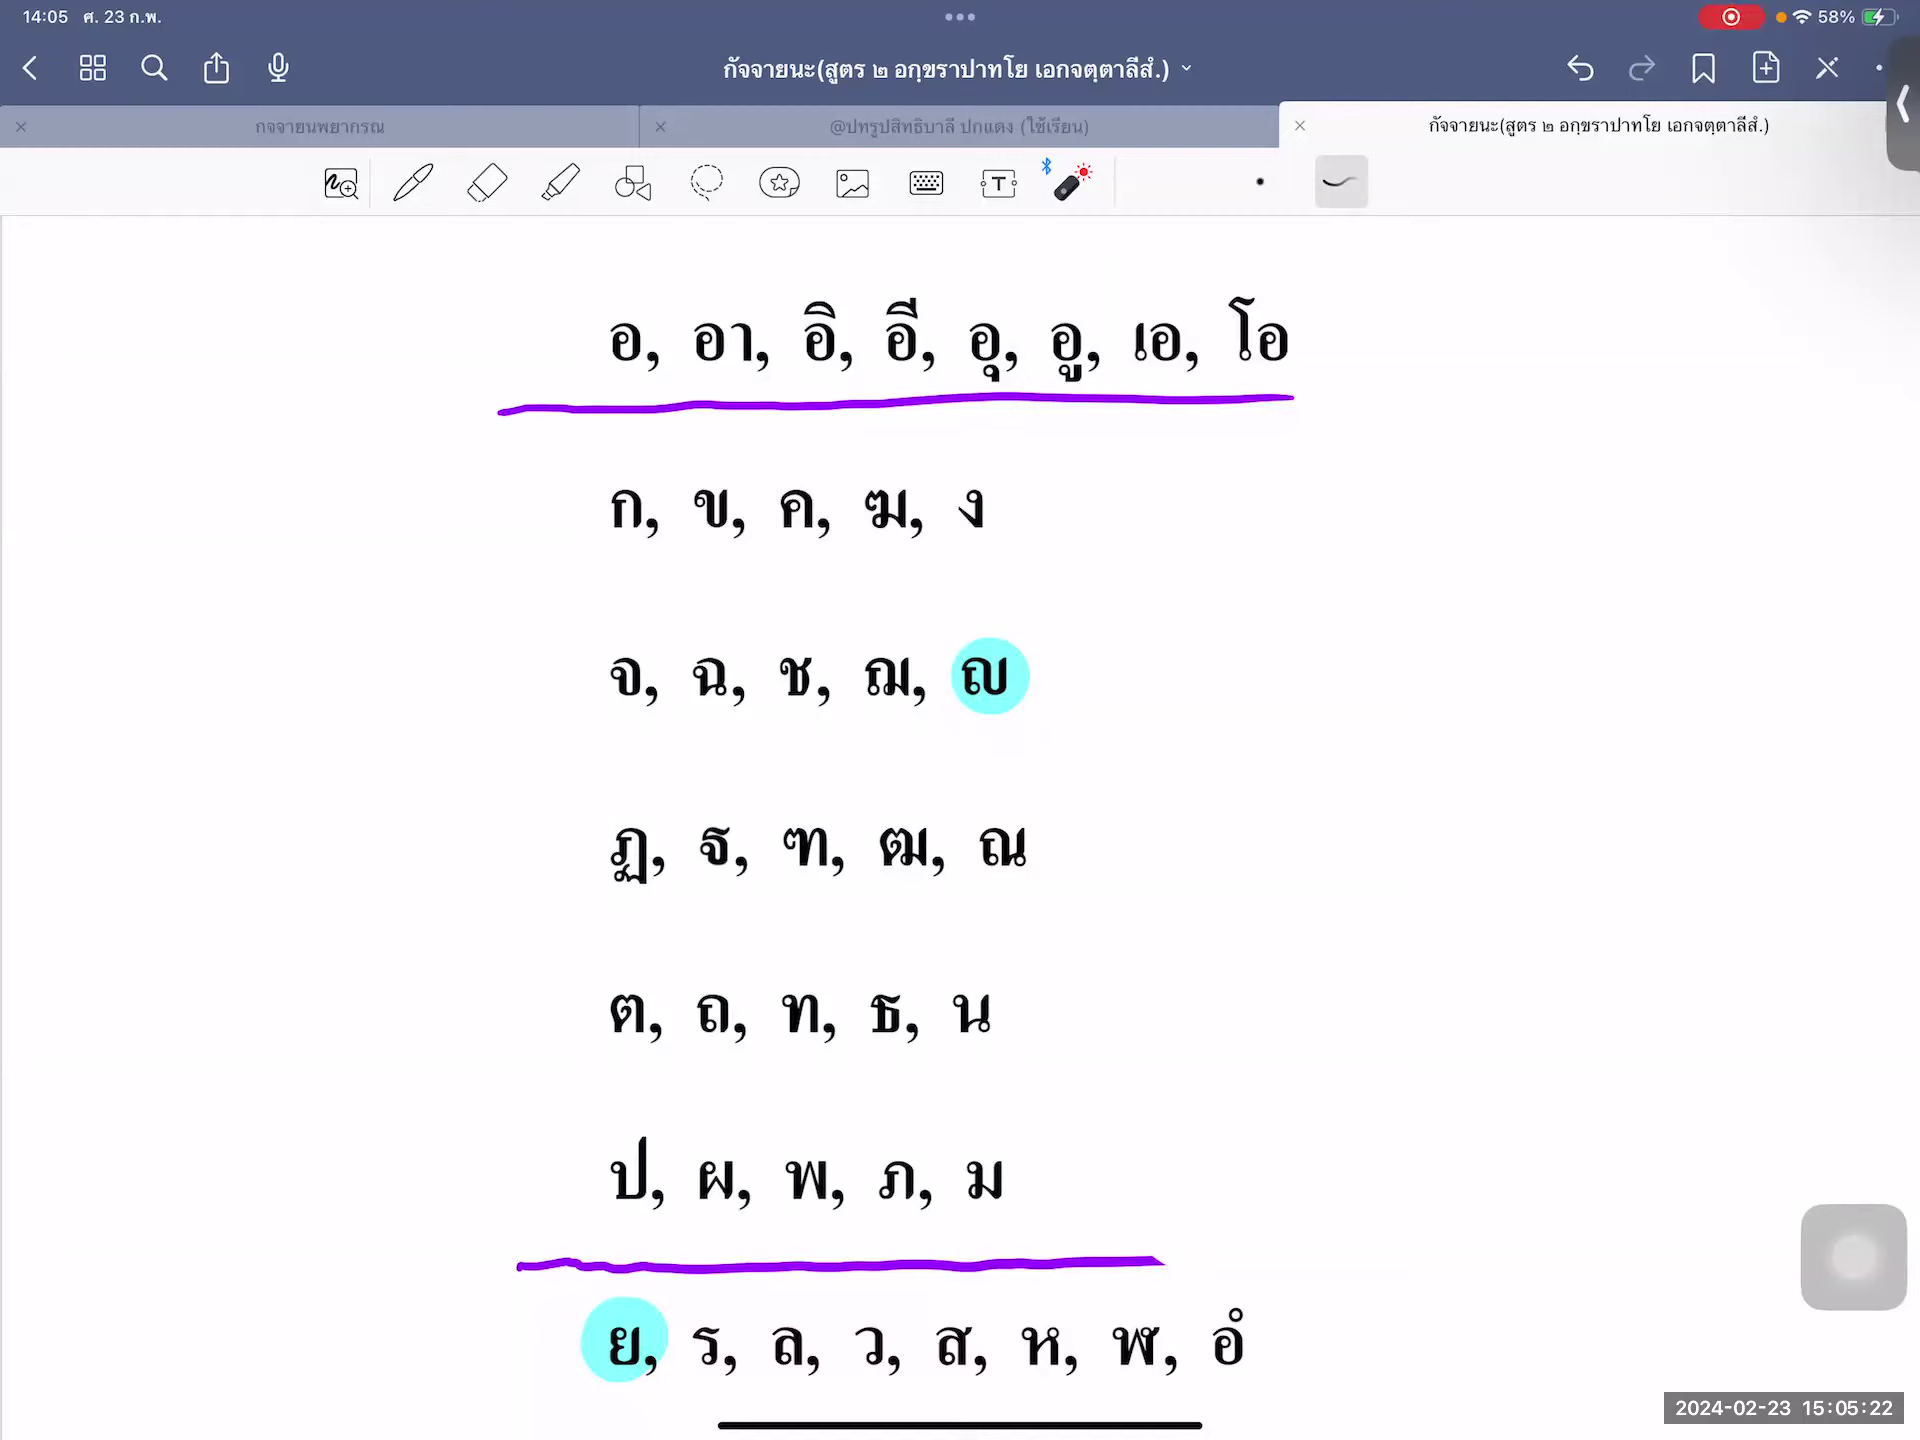 14:05 ศ. 23 ก.พ.
58%
กัจจายนะ(สูตร ๒ อกฺขราปาทโย เอกจตฺตาลีสํ.)
กจจายนพยากรณ
@ปทรูปสิทธิบาลี ปกแดง (ใช้เรียน)
กัจจายนะ(สูตร ๒ อกฺขราปาทโย เอกจตฺตาลีสํ.)
อ, อา, อิ, อี, อุ, อู, เอ, โอ
ก, ข, ค, ฆ, ง
จ, ฉ, ช, ฌ, ญ
ฏ, ฐ, ฑ, ฒ, ณ
ต, ถ, ท, ธ, น
ป, ผ, พ, ภ, ม
ย, ร, ล, ว, ส, ห, ฬ, อํ
2024-02-23 15:05:22